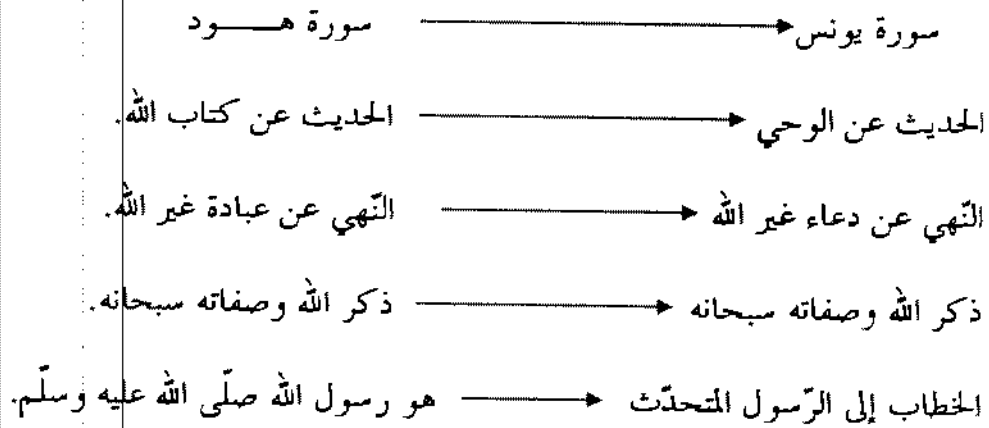 سورة يونس سورة هـــود
الحديث عن الوحي الحديث عن كتاب الله.
النّهي عن دعاء غير الله النّهي عن عبادة غير الله.
ذكر الله وصفاته سبحانه ذكر الله وصفاته سبحانه.
الخطاب إلى الرّسول المتحدّث هو رسول الله صلّى الله عليه وسلّم.